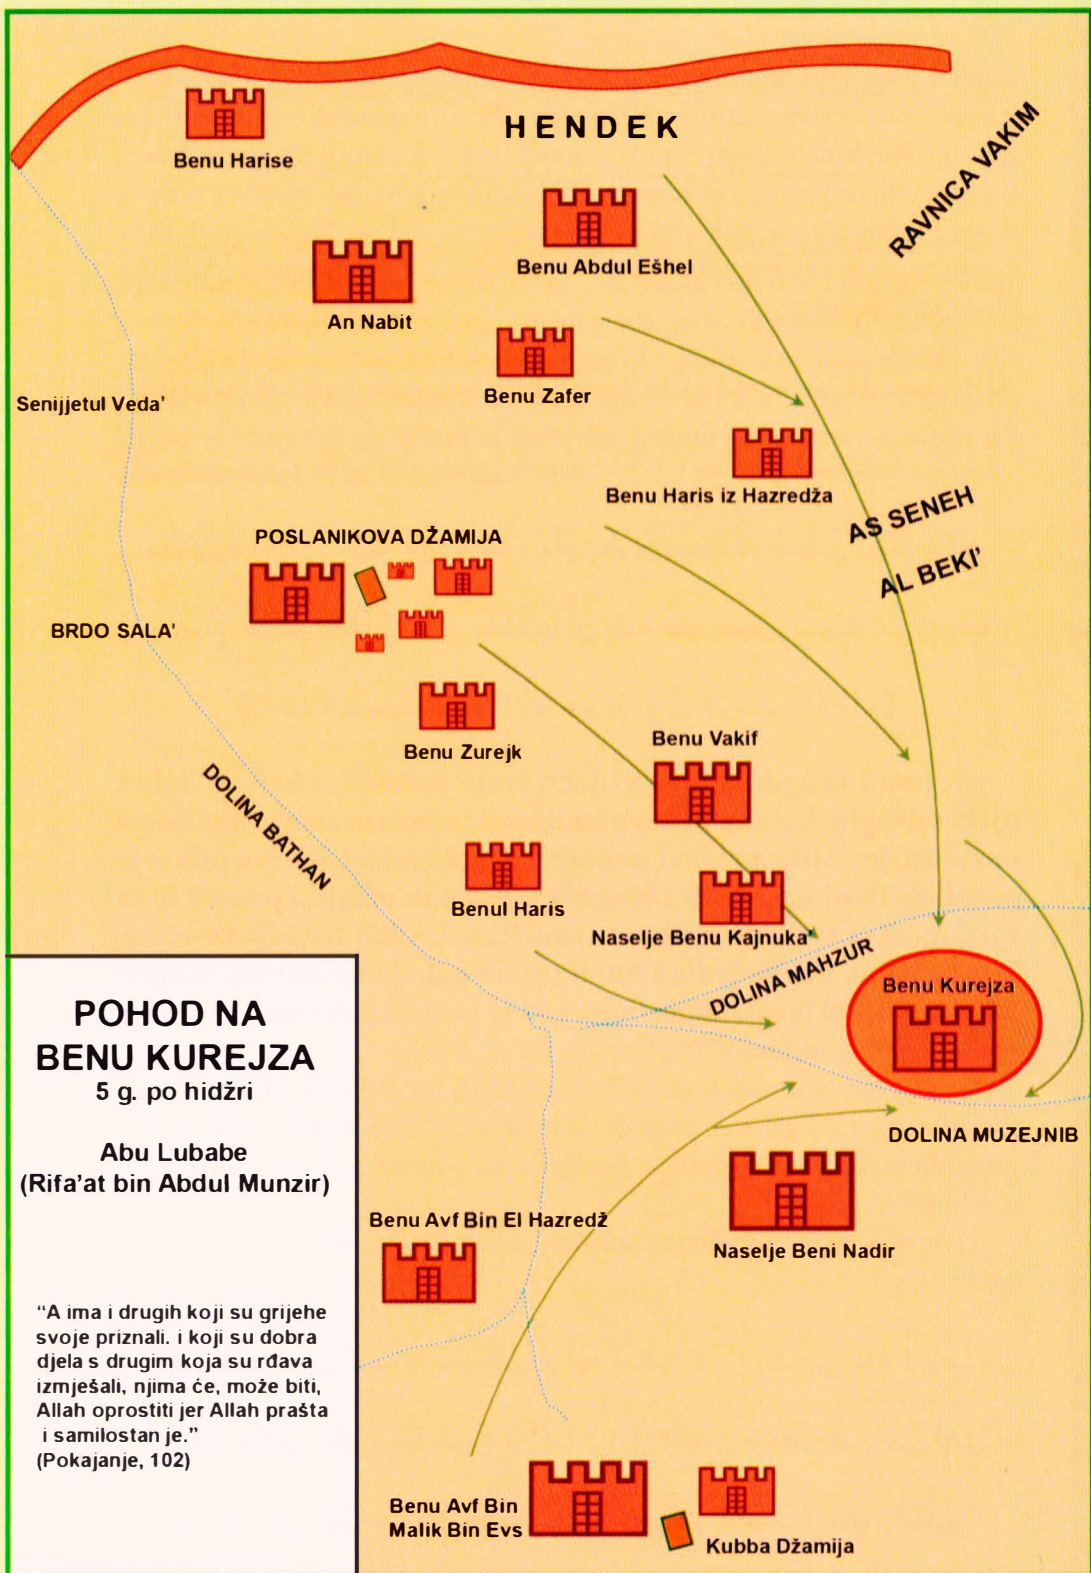 HENDEK
Benu Harise
RAVNICA VAKIM
Benu Abdul Ešhel
An Nabit
Benu Zafer
Senijjetul Veda'
Benu Haris iz Hazredža
AS SENEH
AL BEKI'
POSLANIKOVA DŽAMIJA
BRDO SALA'
Benu Zurejk
Benu Vakif
DOLINA BATHAN
Benul Haris
Naselje Benu Kajnuka'
DOLINA MAHZUR
Benu Kurejza
DOLINA MUZEJNIB
Naselje Beni Nadir
Benu Avf Bin El Hazredž
Benu Avf Bin
Malik Bin Evs
Kubba Džamija
POHOD NA
BENU KUREJZA
5 g. po hidžri
Abu Lubabe
(Rifa'at bin Abdul Munzir)
“A ima i drugih koji su grijehe
svoje priznali. i koji su dobra
djela s drugim koja su rđava
izmješali, njima će, može biti,
Allah oprostiti jer Allah prašta
i samilostan je.”
(Pokajanje, 102)